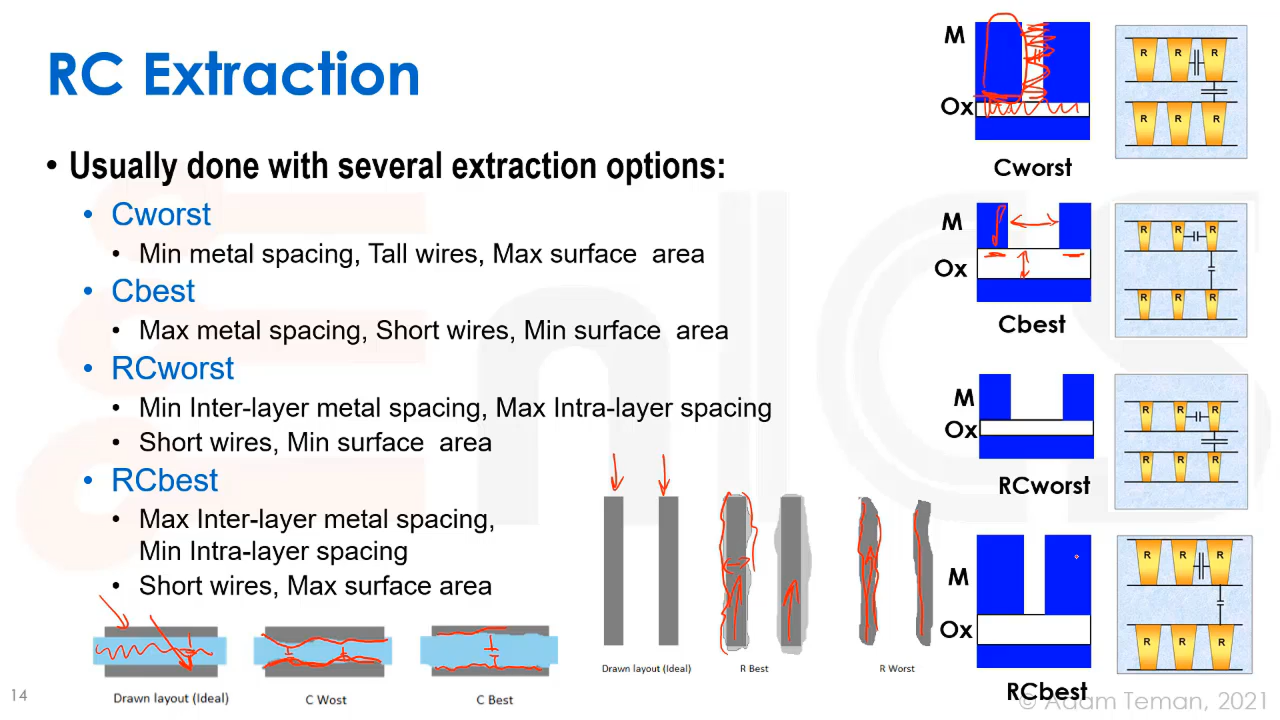 RC Extraction
• Usually done with several extraction options:
• Cworst
• Min metal spacing, Tall wires, Max surface area
• Cbest
• Max metal spacing, Short wires, Min surface area
• RCworst
• Min Inter-layer metal spacing, Max Intra-layer spacing
• Short wires, Min surface area
• RCbest
• Max Inter-layer metal spacing,
Min Intra-layer spacing
• Short wires, Max surface area
Drawn layout (Ideal)
C Wost
C Best
Drawn layout (Ideal)
R Best
R Worst
M
Ox
Cworst
R R R
R R R
M
Ox
Cbest
R R R
R R R
M
Ox
RCworst
R R R
R R R
M
Ox
RCbest
R R R
R R R
14
© Adam Teman, 2021
enICS